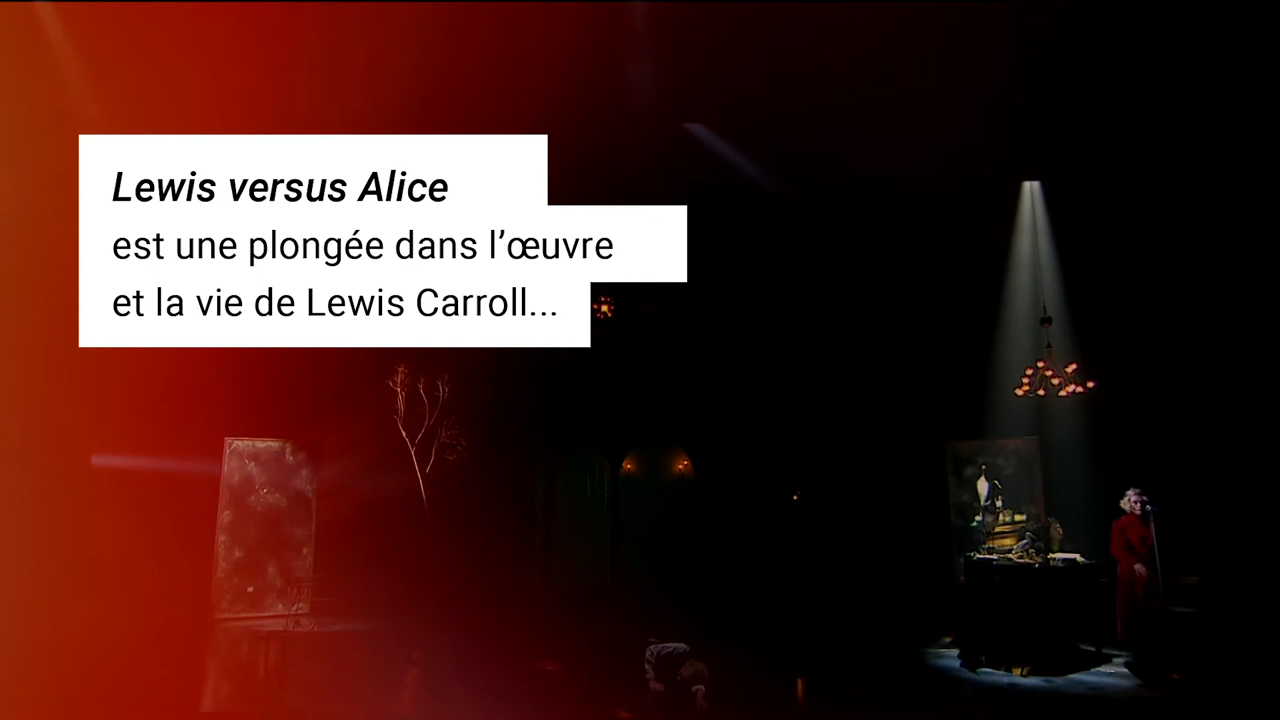 Lewis versus Alice
est une plongée dans l’œuvre
et la vie de Lewis Carroll...